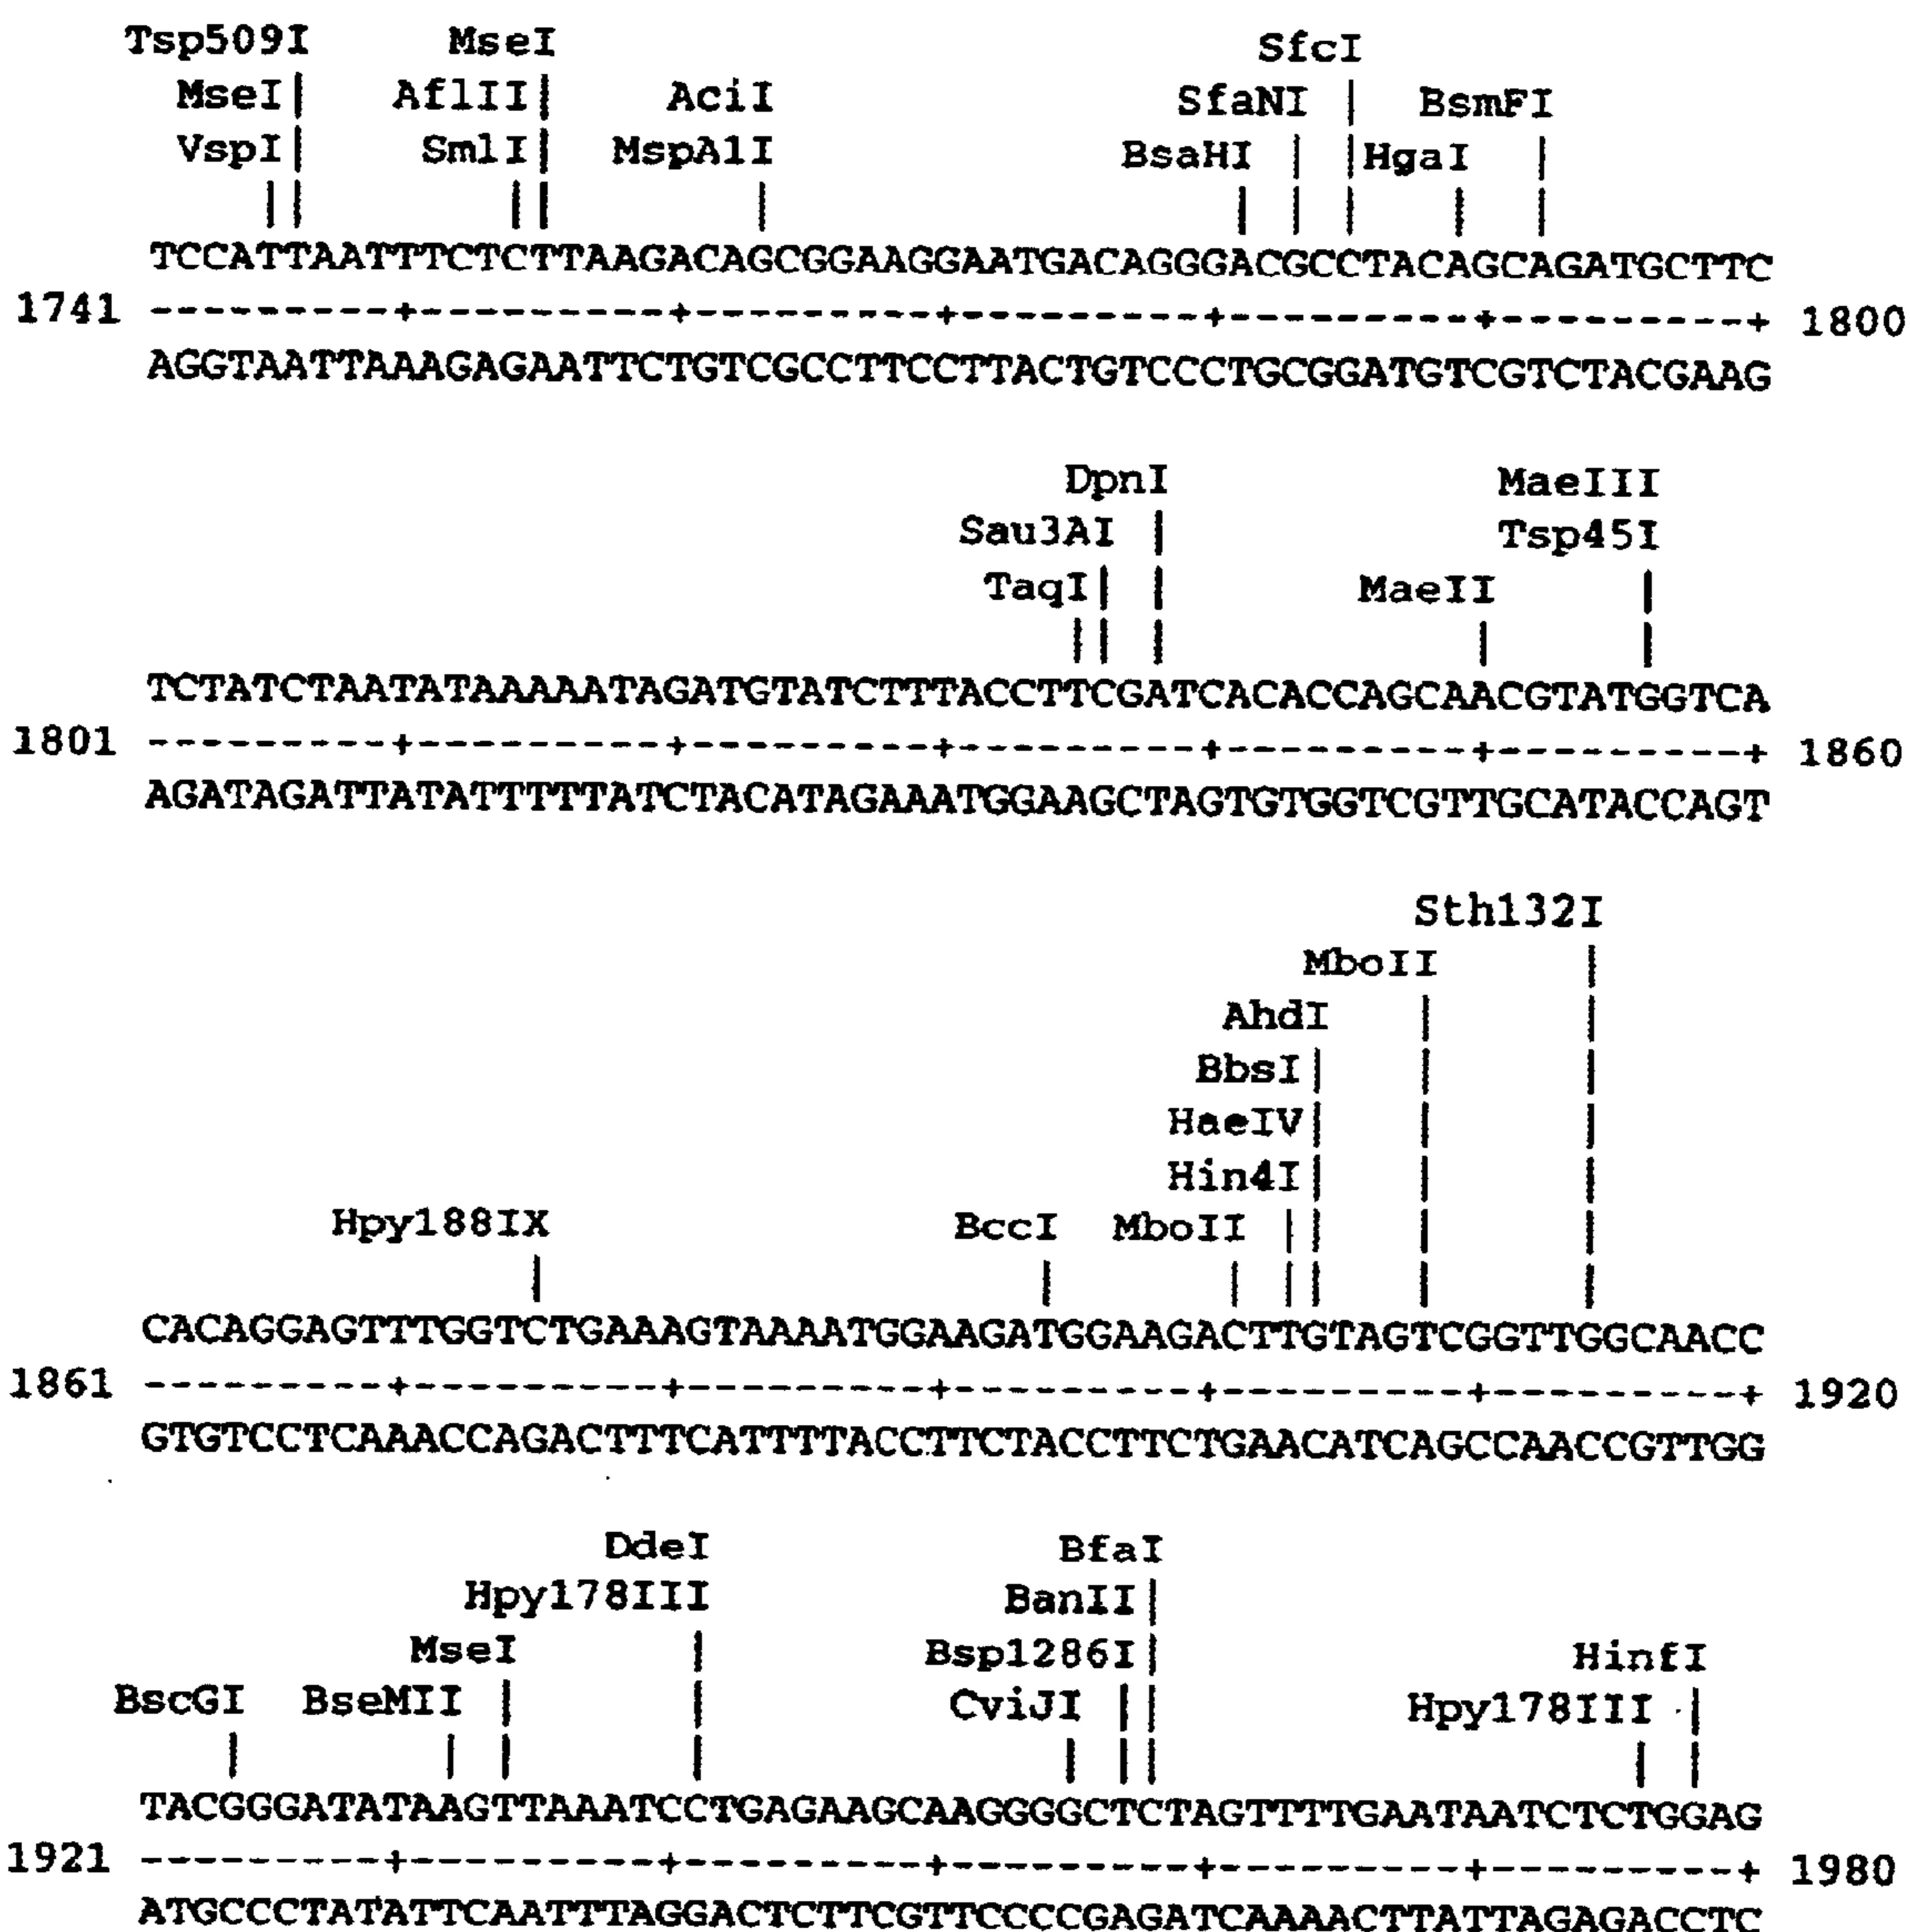 Tsp509I MseI SfcI
MseI AflII AciI SfaNI BsmFI
VspI SmlI MspA1I BsaHI HgaI
TCCATTAATTTCTCTTAAGACAGCGGAAGGAATGACAGGGACGCCTACAGCAGATGCTTC
1741 ---------+---------+---------+---------+---------+---------+ 1800
AGGTAATTAAAGAGAATTCTGTCGCCTTCCTTACTGTCCCTGCGGATGTCGTCTACGAAG
DpnI MaeIII
Sau3AI Tsp45I
TaqI MaeII
TCTATCTAATATAAAAATAGATGTATCTTTACCTTCGATCACACCAGCAACGTATGGTCA
1801 ---------+---------+---------+---------+---------+---------+ 1860
AGATAGATTATATTTTTATCTACATAGAAATGGAAGCTAGTGTGGTCGTTGCATACCAGT
Sth132I
MboII
AhdI
BbsI
HaeIV
Hin4I
Hpy188IX BccI MboII
CACAGGAGTTTGGTCTGAAAGTAAAATGGAAGATGGAAGACTTGTAGTCGGTTGGCAACC
1861 ---------+---------+---------+---------+---------+---------+ 1920
GTGTCCTCAAACCAGACTTTCATTTTACCTTCTACCTTCTGAACATCAGCCAACCGTTGG
DdeI BfaI
Hpy178III BanII
MseI Bsp1286I HinfI
BscGI BseMII CviJI Hpy178III
TACGGGATATAAGTTAAATCCTGAGAAGCAAGGGGCTCTAGTTTTGAATAATCTCTGGAG
1921 ---------+---------+---------+---------+---------+---------+ 1980
ATGCCCTATATTCAATTTAGGACTCTTCGTTCCCCGAGATCAAAACTTATTAGAGACCTC